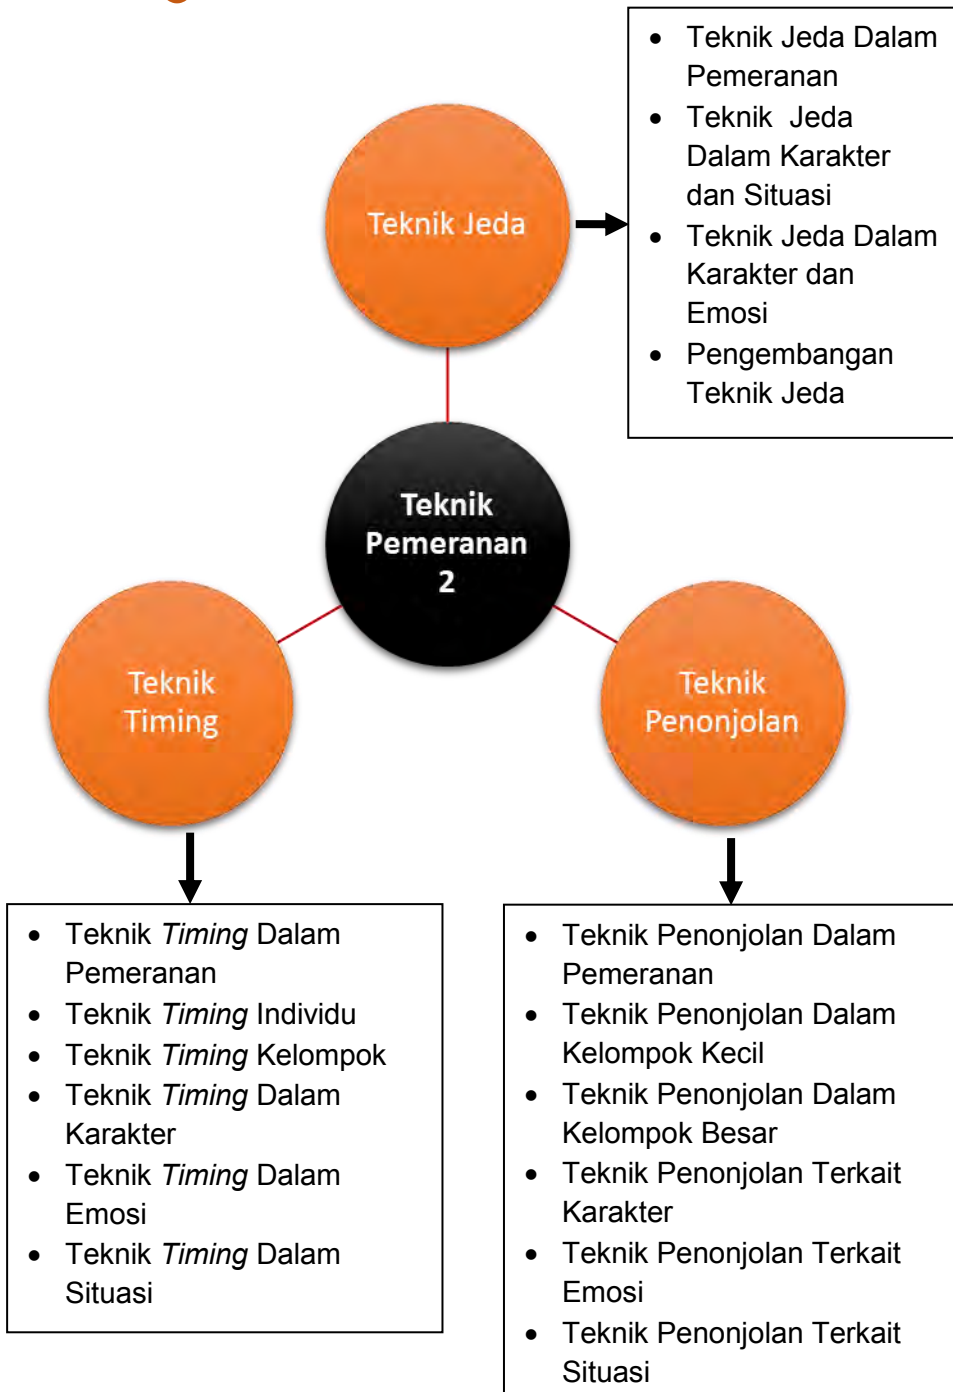 • Teknik Jeda Dalam
Pemeranan
• Teknik Jeda
Dalam Karakter
dan Situasi
• Teknik Jeda Dalam
Karakter dan
Emosi
• Pengembangan
Teknik Jeda
Teknik Jeda
Teknik
Pemeranan
2
Teknik
Timing
Teknik
Penonjolan
• Teknik Timing Dalam
Pemeranan
• Teknik Timing Individu
• Teknik Timing Kelompok
• Teknik Timing Dalam
Karakter
• Teknik Timing Dalam
Emosi
• Teknik Timing Dalam
Situasi
• Teknik Penonjolan Dalam
Pemeranan
• Teknik Penonjolan Dalam
Kelompok Kecil
• Teknik Penonjolan Dalam
Kelompok Besar
• Teknik Penonjolan Terkait
Karakter
• Teknik Penonjolan Terkait
Emosi
• Teknik Penonjolan Terkait
Situasi